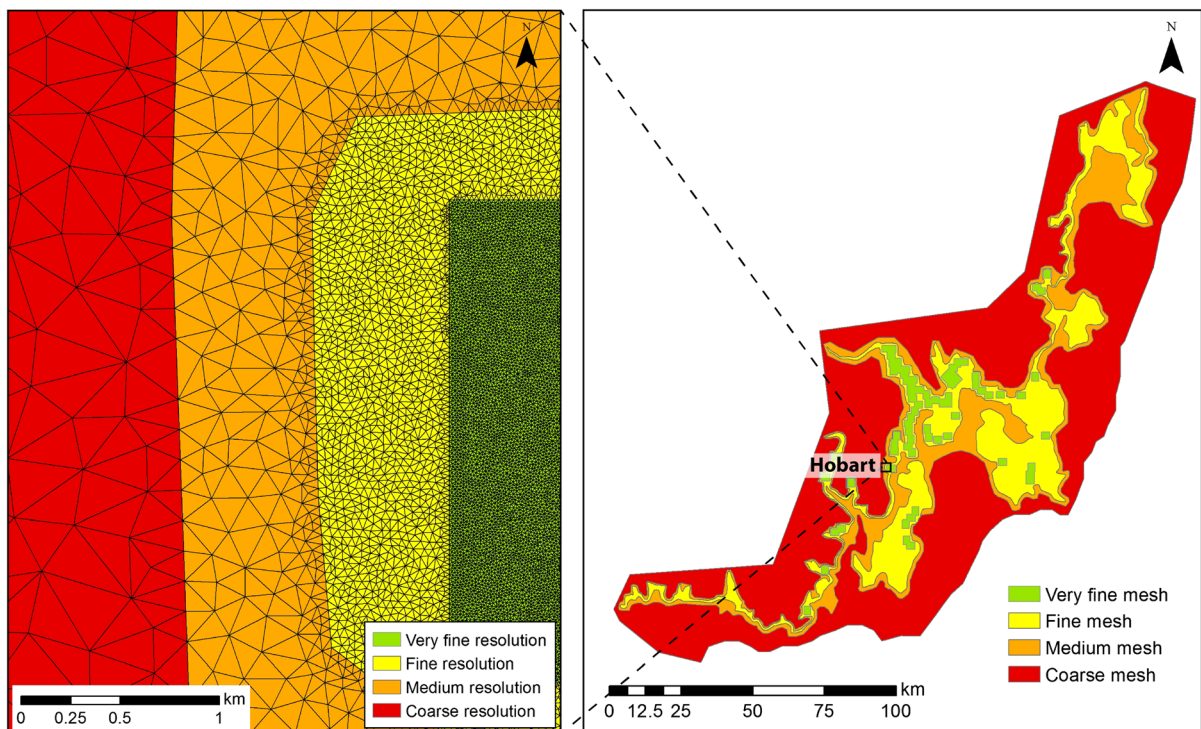 N
Very fine resolution
Fine resolution
Medium resolution
Coarse resolution
km
0 0.25 0.5 1
N
Hobart
Very fine mesh
Fine mesh
Medium mesh
Coarse mesh
km
0 12.5 25 50 75 100